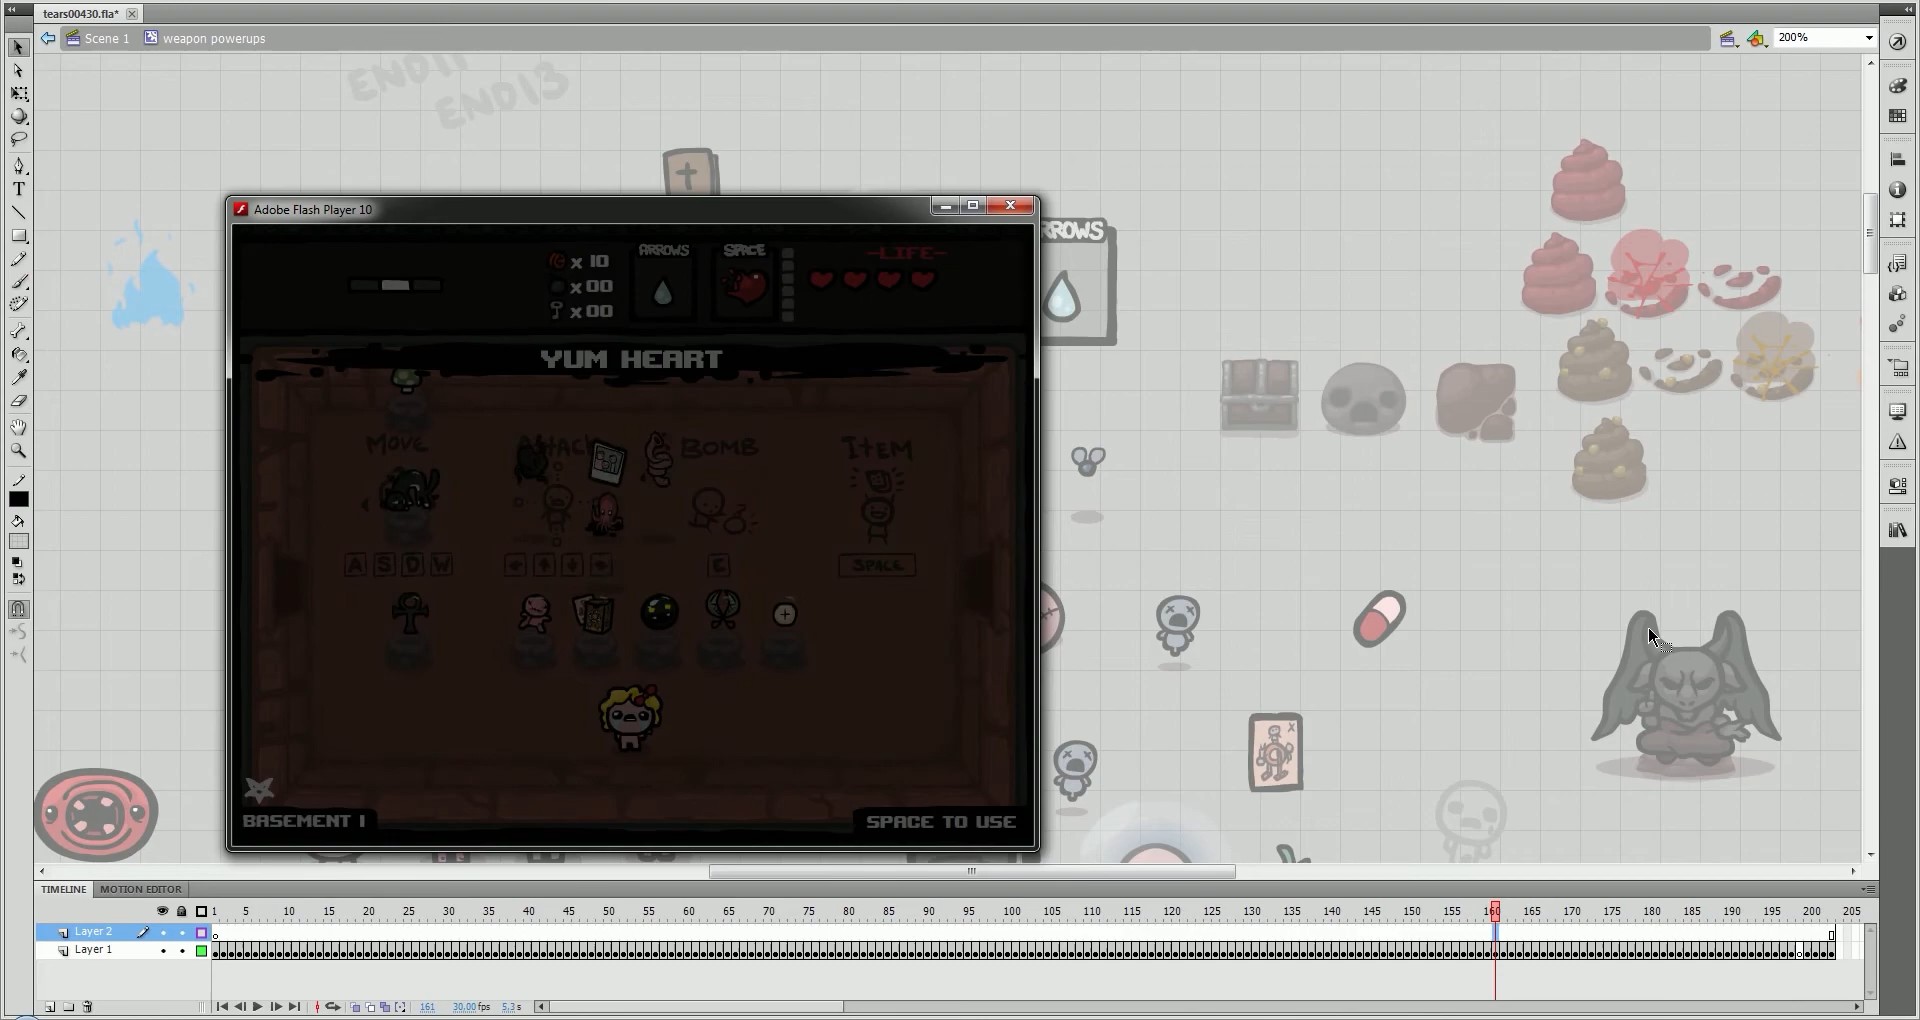 tears00430.fla*
Scene 1
weapon powerups
200%
END11
END13
Adobe Flash Player 10
ARROWS
SPACE
-LIFE-
x 10
x 00
x 00
RROWS
YUM HEART
MOVE
ATTACK
BOMB
ITEM
A S D W
E
SPACE
X
BASEMENT I
SPACE TO USE
TIMELINE
MOTION EDITOR
1 5 10 15 20 25 30 35 40 45 50 55 60 65 70 75 80 85 90 95 100 105 110 115 120 125 130 135 140 145 150 155 160 165 170 175 180 185 190 195 200 205
Layer 2
Layer 1
161
30.00 fps
5.3 s